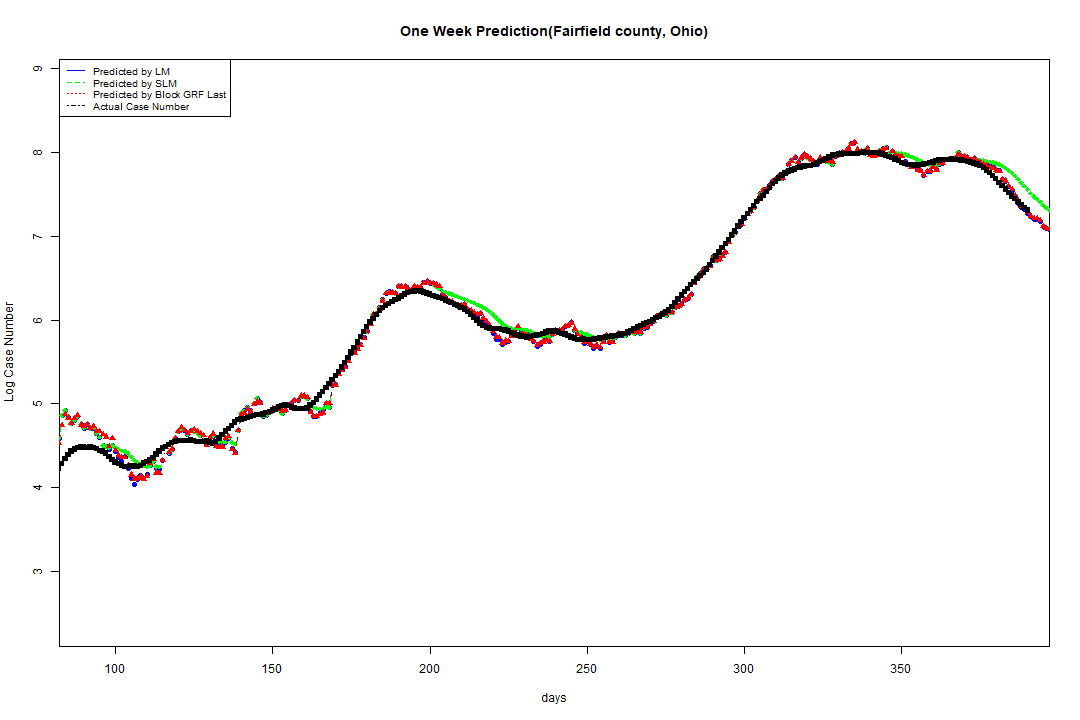 One Week Prediction(Fairfield county, Ohio)
Predicted by LM
Predicted by SLM
Predicted by Block GRF Last
Actual Case Number
9
8
7
6
5
4
3
Log Case Number
100 150 200 250 300 350
days